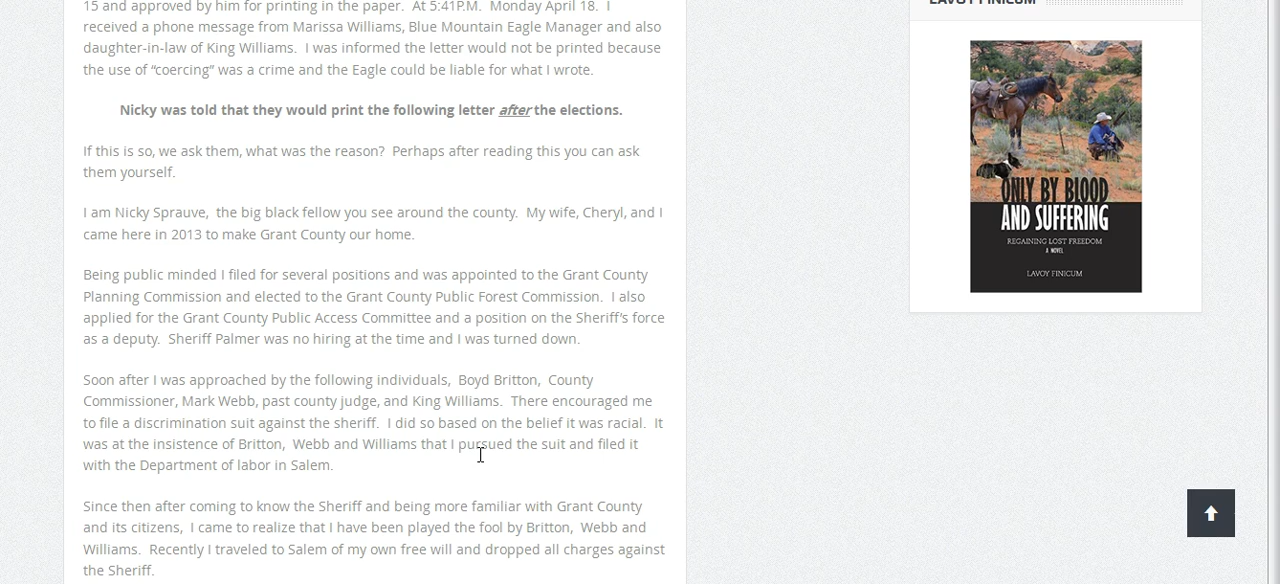 15 and approved by him for printing in the paper.  At 5:41P.M.  Monday April 18.  I
received a phone message from Marissa Williams, Blue Mountain Eagle Manager and also
daughter-in-law of King Williams.  I was informed the letter would not be printed because
the use of “coercing” was a crime and the Eagle could be liable for what I wrote.
Nicky was told that they would print the following letter after the elections.
If this is so, we ask them, what was the reason?  Perhaps after reading this you can ask
them yourself.
I am Nicky Sprauve,  the big black fellow you see around the county.  My wife, Cheryl, and I
came here in 2013 to make Grant County our home.
Being public minded I filed for several positions and was appointed to the Grant County
Planning Commission and elected to the Grant County Public Forest Commission.  I also
applied for the Grant County Public Access Committee and a position on the Sheriff’s force
as a deputy.  Sheriff Palmer was no hiring at the time and I was turned down.
Soon after I was approached by the following individuals,  Boyd Britton,  County
Commissioner, Mark Webb, past county judge, and King Williams.  There encouraged me
to file a discrimination suit against the sheriff.  I did so based on the belief it was racial.  It
was at the insistence of Britton,  Webb and Williams that I pursued the suit and filed it
with the Department of labor in Salem.
Since then after coming to know the Sheriff and being more familiar with Grant County
and its citizens,  I came to realize that I have been played the fool by Britton,  Webb and
Williams.  Recently I traveled to Salem of my own free will and dropped all charges against
the Sheriff.
LAVOY FINICUM
ONLY BY BLOOD
AND SUFFERING
REGAINING LOST FREEDOM
A NOVEL
LAVOY FINICUM